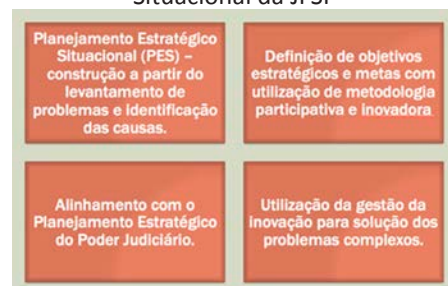 Situacional da JFSP
Planejamento Estratégico
Situacional (PES) –
construção a partir do
levantamento de
problemas e identificação
das causas.
Definição de objetivos
estratégicos e metas com
utilização de metodologia
participativa e inovadora
Alinhamento com o
Planejamento Estratégico
do Poder Judiciário.
Utilização da gestão da
inovação para solução dos
problemas complexos.